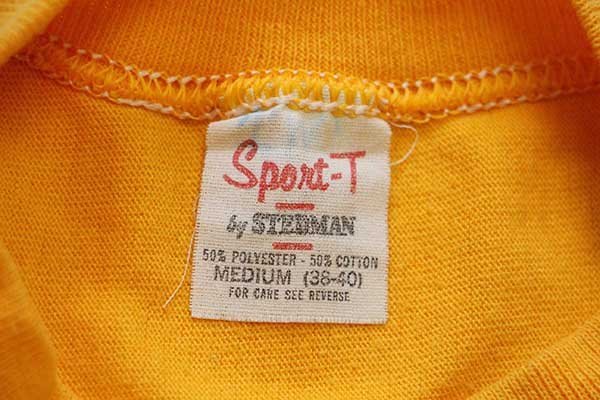 Sport-T
by STEDMAN
50% POLYESTER - 50% COTTON
MEDIUM (38-40)
FOR CARE SEE REVERSE